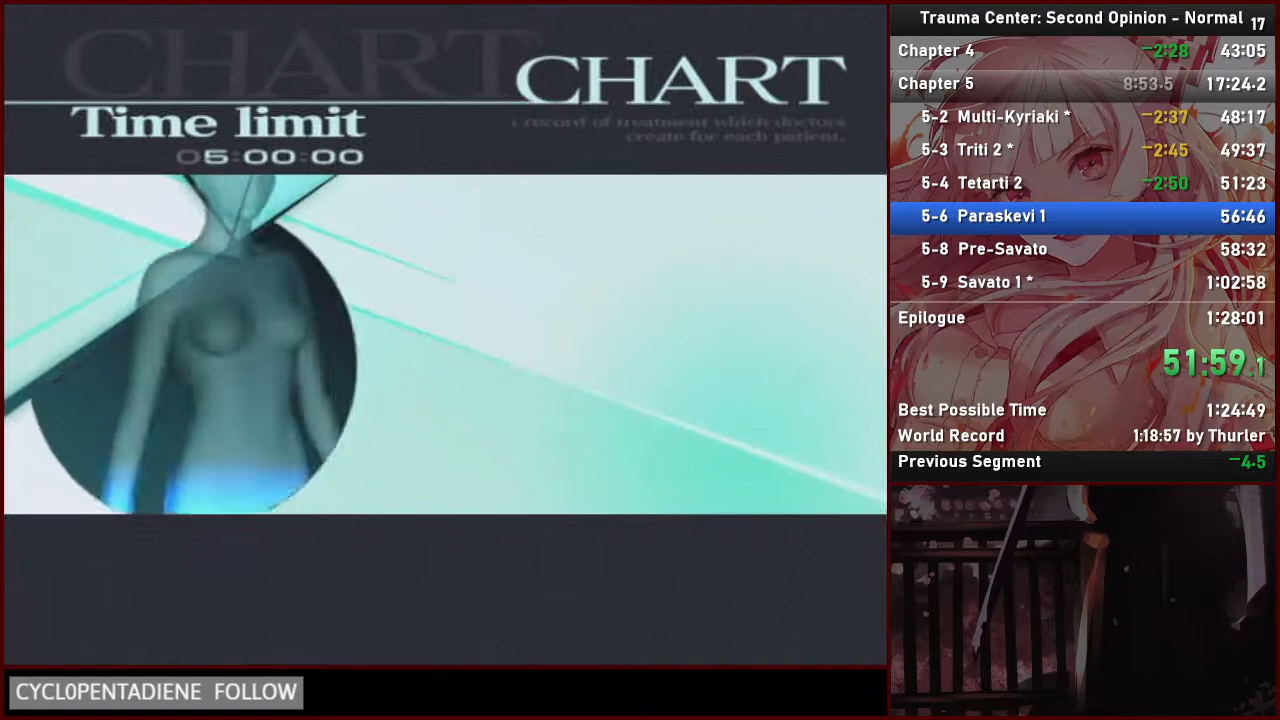 CHART
CHART
Time limit
05:00:00
a record of treatment which doctors
create for each patient.
Trauma Center: Second Opinion - Normal 17
Chapter 4 −2:28 43:05
Chapter 5 8:53.5 17:24.2
5-2 Multi-Kyriaki * −2:37 48:17
5-3 Triti 2 * −2:45 49:37
5-4 Tetarti 2 −2:50 51:23
5-6 Paraskevi 1 56:46
5-8 Pre-Savato 58:32
5-9 Savato 1 * 1:02:58
Epilogue 1:28:01
51:59.1
Best Possible Time 1:24:49
World Record 1:18:57 by Thurler
Previous Segment −4.5
CYCL0PENTADIENE FOLLOW